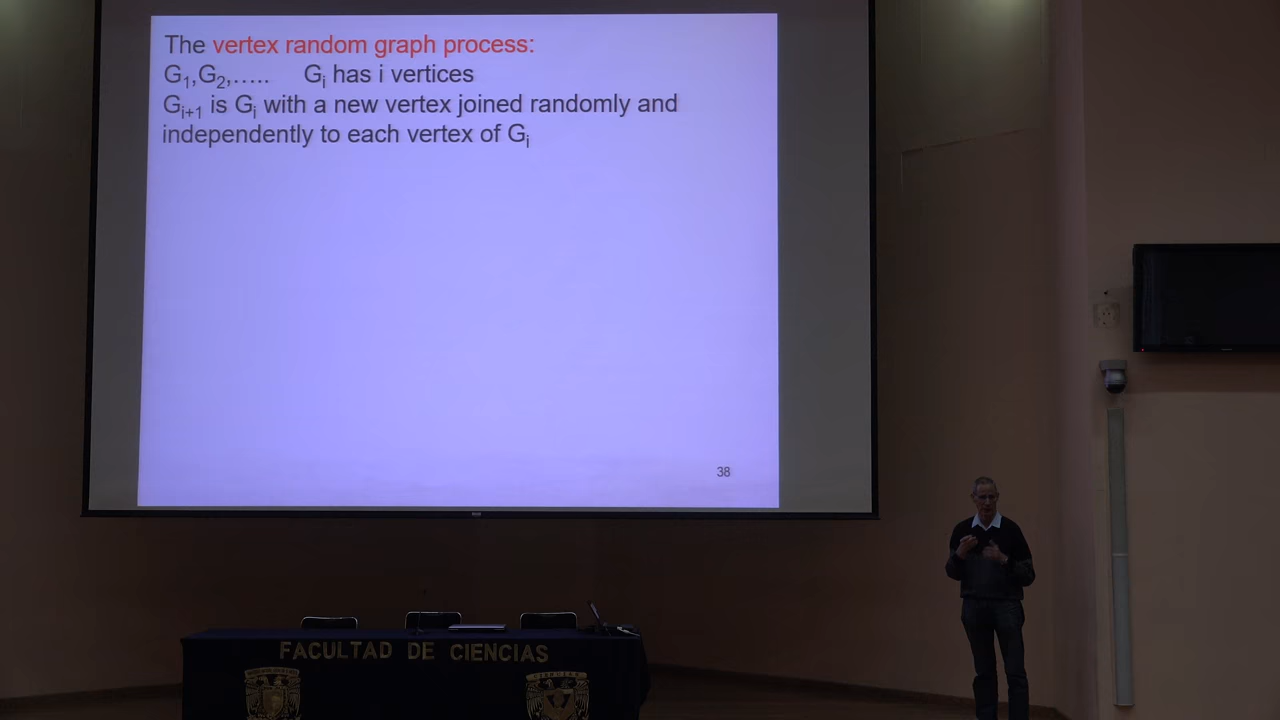 The vertex random graph process:
G1,G2,….. Gi has i vertices
Gi+1 is Gi with a new vertex joined randomly and
independently to each vertex of Gi
38
FACULTAD DE CIENCIAS